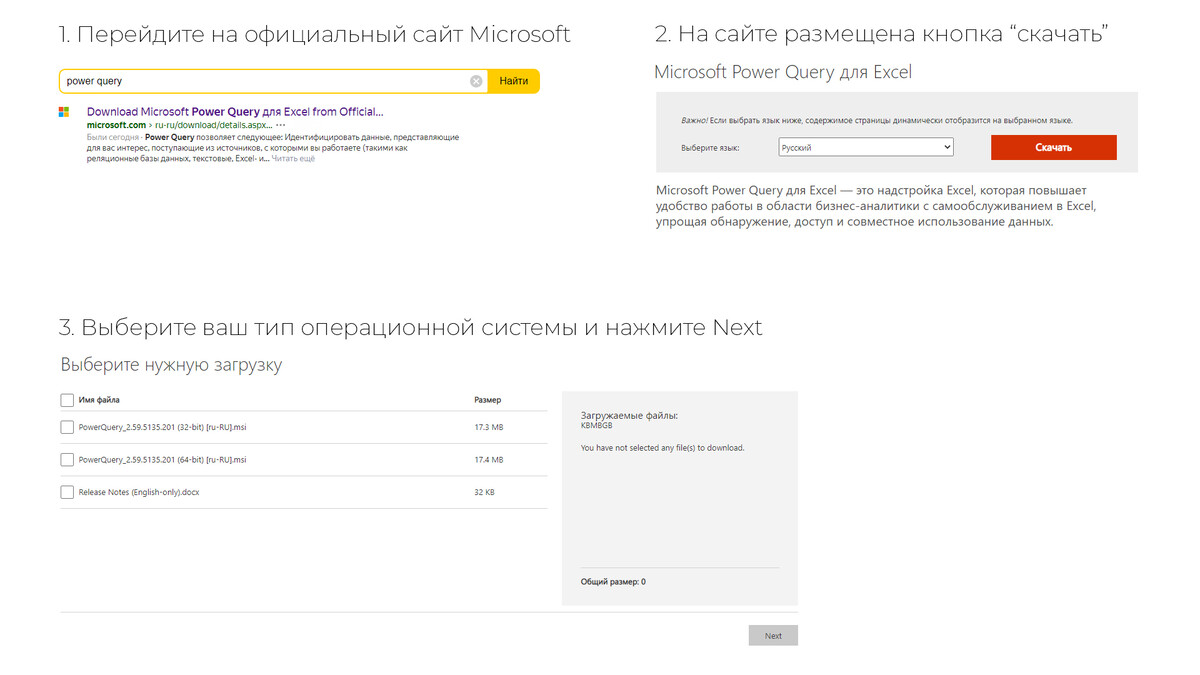 1. Перейдите на официальный сайт Microsoft
power query
Найти
Download Microsoft Power Query для Excel from Official...
microsoft.com › ru-ru/download/details.aspx... ···
Были сегодня · Power Query позволяет следующее: Идентифицировать данные, представляющие
для вас интерес, поступающие из источников, с которыми вы работаете (такими как
реляционные базы данных, текстовые, Excel- и... Читать ещё
2. На сайте размещена кнопка “скачать”
Microsoft Power Query для Excel
Важно! Если выбрать язык ниже, содержимое страницы динамически отобразится на выбранном языке.
Выберите язык:
Русский
Скачать
Microsoft Power Query для Excel — это надстройка Excel, которая повышает
удобство работы в области бизнес-аналитики с самообслуживанием в Excel,
упрощая обнаружение, доступ и совместное использование данных.
3. Выберите ваш тип операционной системы и нажмите Next
Выберите нужную загрузку
Имя файла Размер
PowerQuery_2.59.5135.201 (32-bit) [ru-RU].msi 17.3 MB
PowerQuery_2.59.5135.201 (64-bit) [ru-RU].msi 17.4 MB
Release Notes (English-only).docx 32 KB
Загружаемые файлы:
KBMBGB
You have not selected any file(s) to download.
Общий размер: 0
Next